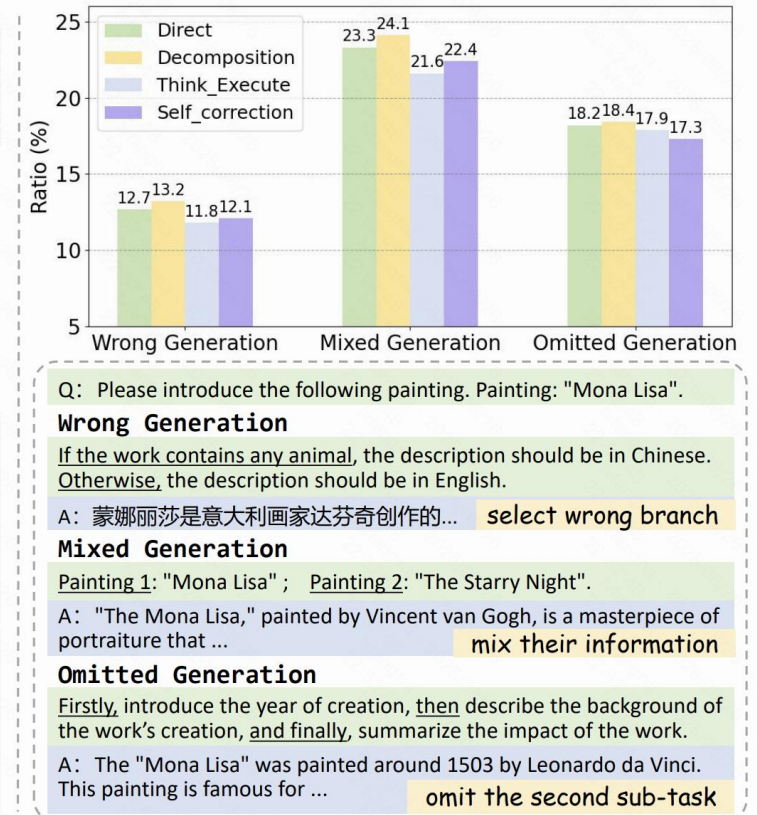 25
20
15
10
5
Ratio (%)
Direct
Decomposition
Think_Execute
Self_correction
12.7 13.2 11.8 12.1
23.3 24.1 21.6 22.4
18.2 18.4 17.9 17.3
Wrong Generation Mixed Generation Omitted Generation
Q: Please introduce the following painting. Painting: "Mona Lisa".
Wrong Generation
If the work contains any animal, the description should be in Chinese.
Otherwise, the description should be in English.
A: 蒙娜丽莎是意大利画家达芬奇创作的... select wrong branch
Mixed Generation
Painting 1: "Mona Lisa" ; Painting 2: "The Starry Night".
A: "The Mona Lisa," painted by Vincent van Gogh, is a masterpiece of
portraiture that ... mix their information
Omitted Generation
Firstly, introduce the year of creation, then describe the background of
the work's creation, and finally, summarize the impact of the work.
A: The "Mona Lisa" was painted around 1503 by Leonardo da Vinci.
This painting is famous for ... omit the second sub-task